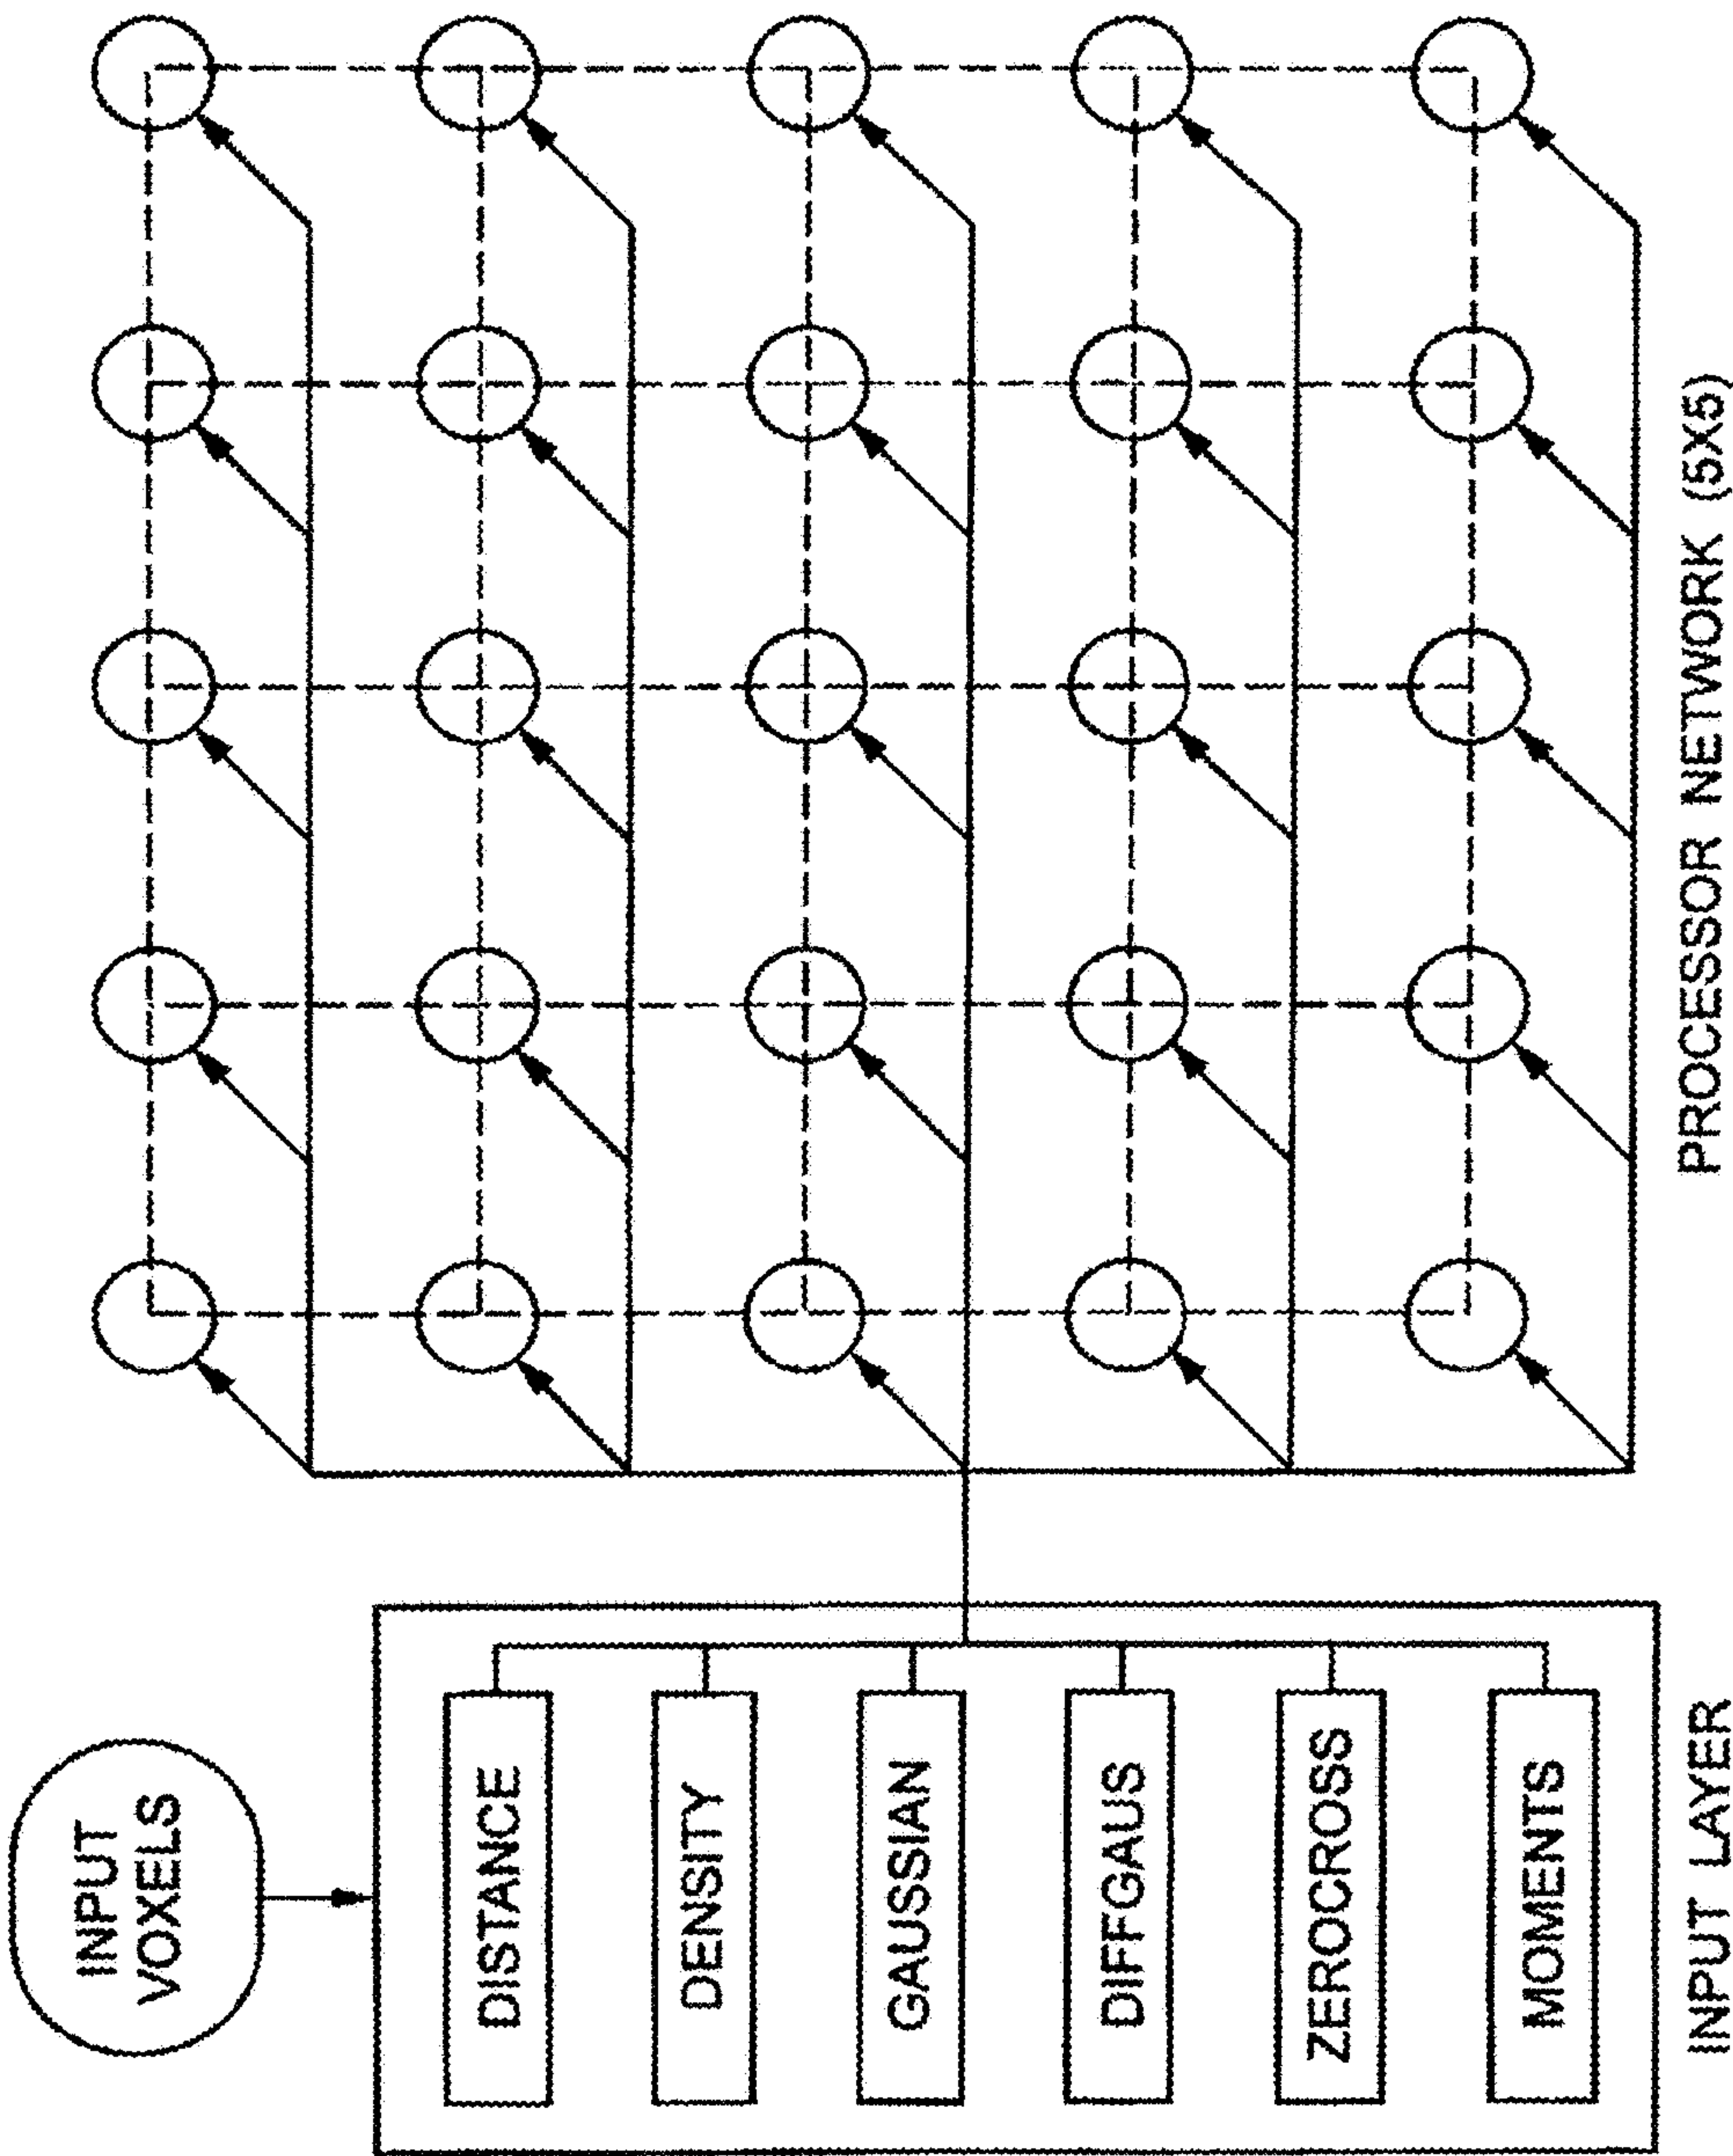 INPUT
VOXELS
DISTANCE
DENSITY
GAUSSIAN
DIFFGAUS
ZEROCROSS
MOMENTS
INPUT LAYER
PROCESSOR NETWORK (5X5)